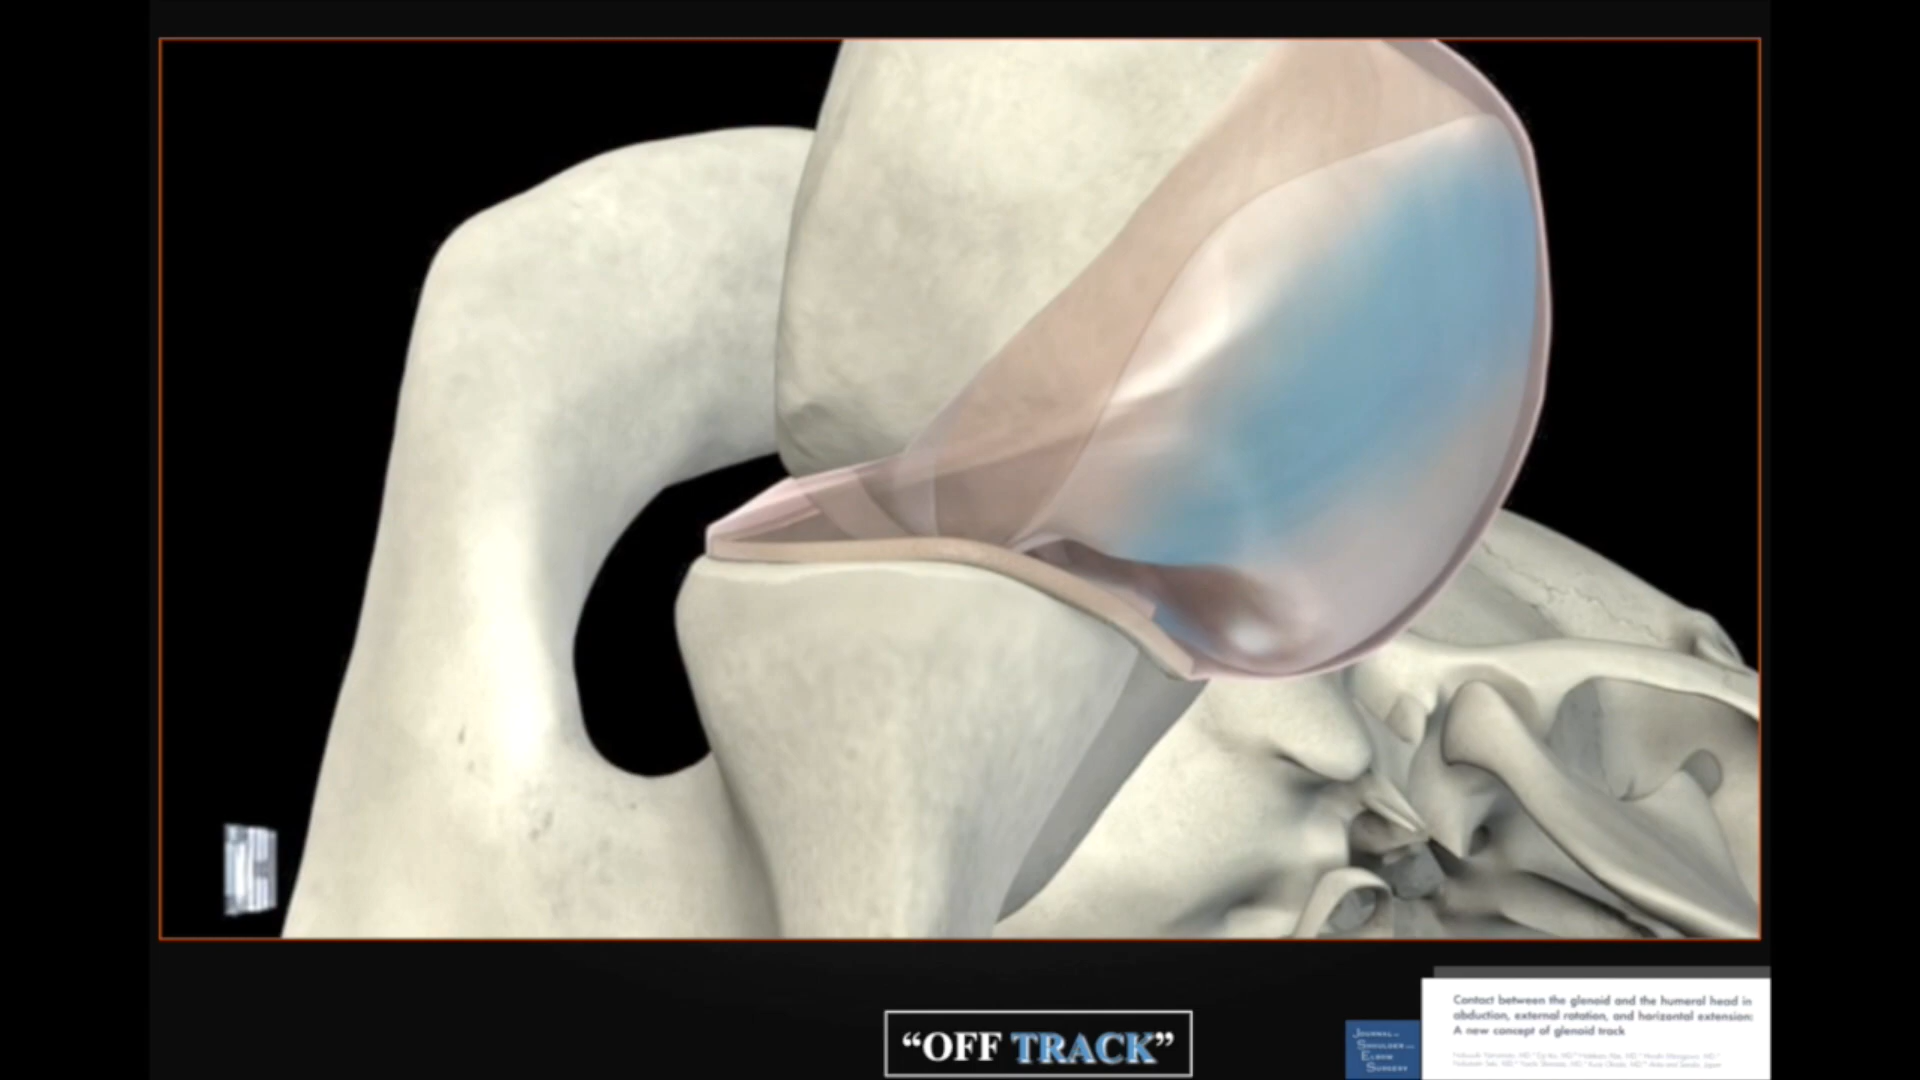 “OFF TRACK”
Contact between the glenoid and the humeral head in
abduction, external rotation, and horizontal extension:
A new concept of glenoid track
JOURNAL OF
SHOULDER AND
ELBOW
SURGERY